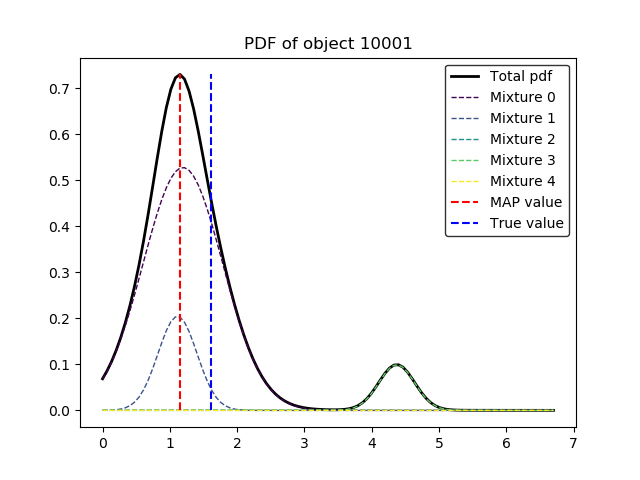 PDF of object 10001
Total pdf
Mixture 0
Mixture 1
Mixture 2
Mixture 3
Mixture 4
MAP value
True value
0.7
0.6
0.5
0.4
0.3
0.2
0.1
0.0
0 1 2 3 4 5 6 7